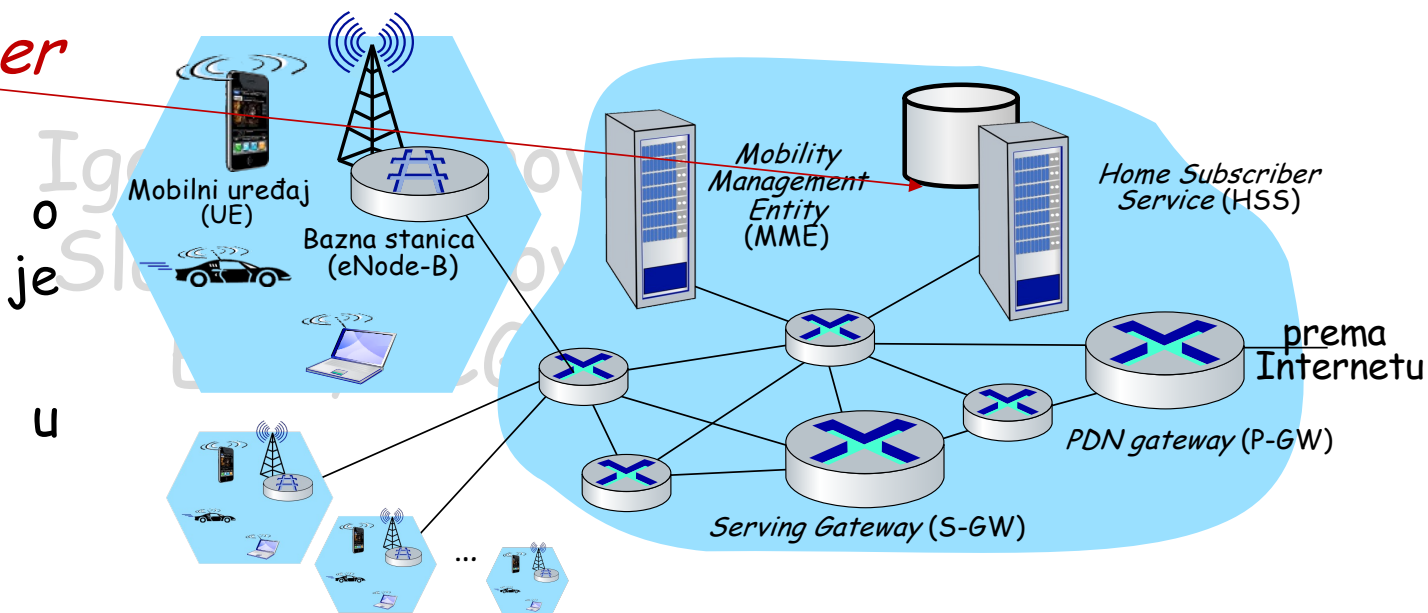 er
Mobilni uređaj
(UE)
Bazna stanica
(eNode-B)
o
je
u
Mobility
Management
Entity
(MME)
Home Subscriber
Service (HSS)
prema
Internetu
PDN gateway (P-GW)
Serving Gateway (S-GW)
...